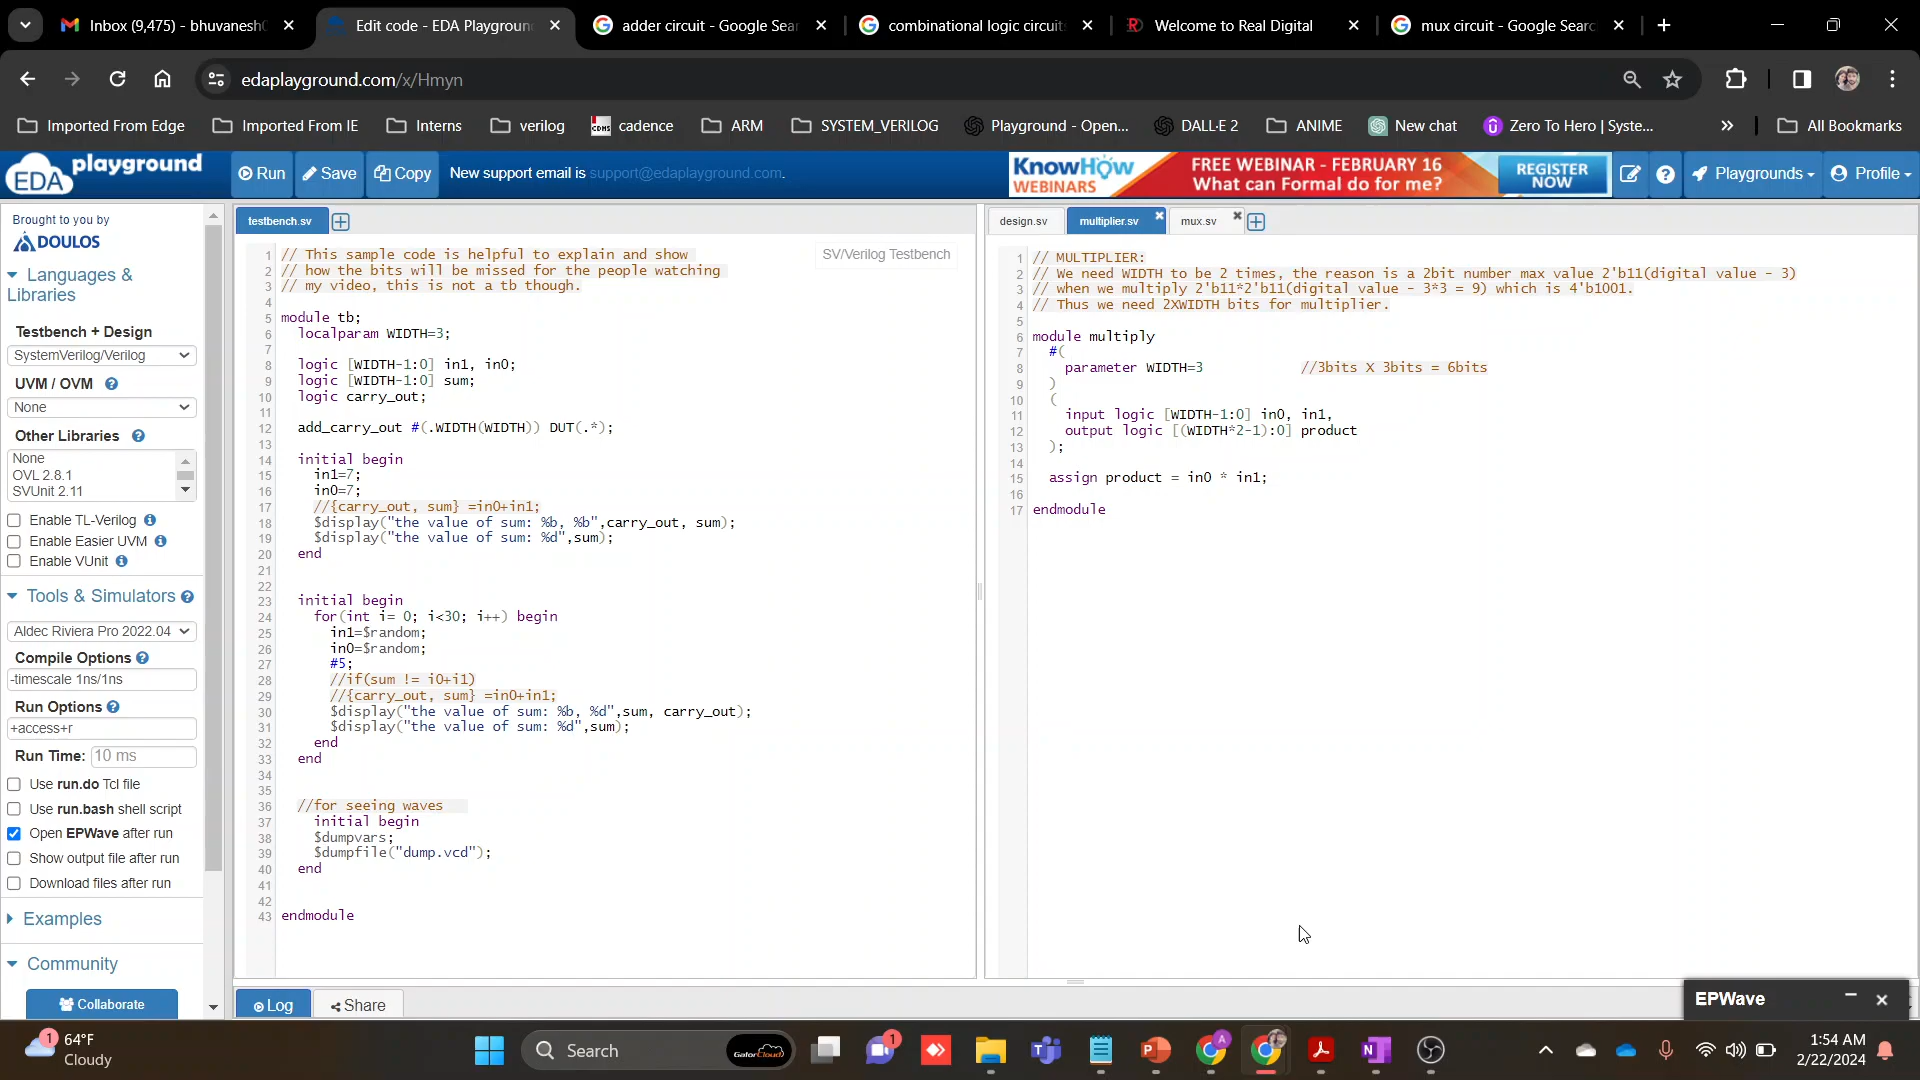 Inbox (9,475) - bhuvanesh
Edit code - EDA Playgroun
adder circuit - Google Sea
combinational logic circuits
Welcome to Real Digital
mux circuit - Google Searc
edaplayground.com/x/Hmyn
Imported From Edge
Imported From IE
Interns
verilog
cadence
ARM
SYSTEM_VERILOG
Playground - Open...
DALL·E 2
ANIME
New chat
Zero To Hero | Syste...
All Bookmarks
EDA playground
Run
Save
Copy
New support email is support@edaplayground.com.
KnowHow WEBINARS
FREE WEBINAR - FEBRUARY 16
What can Formal do for me?
REGISTER NOW
Playgrounds
Profile
Brought to you by
DOULOS
Languages & Libraries
Testbench + Design
SystemVerilog/Verilog
UVM / OVM
None
Other Libraries
None
OVL 2.8.1
SVUnit 2.11
Enable TL-Verilog
Enable Easier UVM
Enable VUnit
Tools & Simulators
Aldec Riviera Pro 2022.04
Compile Options
-timescale 1ns/1ns
Run Options
+access+r
Run Time: 10 ms
Use run.do Tcl file
Use run.bash shell script
Open EPWave after run
Show output file after run
Download files after run
Examples
Community
Collaborate
testbench.sv
SV/Verilog Testbench
1 // This sample code is helpful to explain and show
2 // how the bits will be missed for the people watching
3 // my video, this is not a tb though.
4
5 module tb;
6 localparam WIDTH=3;
7
8 logic [WIDTH-1:0] in1, in0;
9 logic [WIDTH-1:0] sum;
10 logic carry_out;
11
12 add_carry_out #(.WIDTH(WIDTH)) DUT(.*);
13
14 initial begin
15 in1=7;
16 in0=7;
17 //{carry_out, sum} =in0+in1;
18 $display("the value of sum: %b, %b",carry_out, sum);
19 $display("the value of sum: %d",sum);
20 end
21
22
23 initial begin
24 for(int i= 0; i<30; i++) begin
25 in1=$random;
26 in0=$random;
27 #5;
28 //if(sum != i0+i1)
29 //{carry_out, sum} =in0+in1;
30 $display("the value of sum: %b, %d",sum, carry_out);
31 $display("the value of sum: %d",sum);
32 end
33 end
34
35
36 //for seeing waves
37 initial begin
38 $dumpvars;
39 $dumpfile("dump.vcd");
40 end
41
42
43 endmodule
design.sv
multiplier.sv
mux.sv
1 // MULTIPLIER:
2 // We need WIDTH to be 2 times, the reason is a 2bit number max value 2'b11(digital value - 3)
3 // when we multiply 2'b11*2'b11(digital value - 3*3 = 9) which is 4'b1001.
4 // Thus we need 2XWIDTH bits for multiplier.
5
6 module multiply
7 #(
8 parameter WIDTH=3 //3bits X 3bits = 6bits
9 )
10 (
11 input logic [WIDTH-1:0] in0, in1,
12 output logic [(WIDTH*2-1):0] product
13 );
14
15 assign product = in0 * in1;
16
17 endmodule
Log
Share
EPWave
1
64°F
Cloudy
Search
GatorCloud
1
A
1:54 AM
2/22/2024